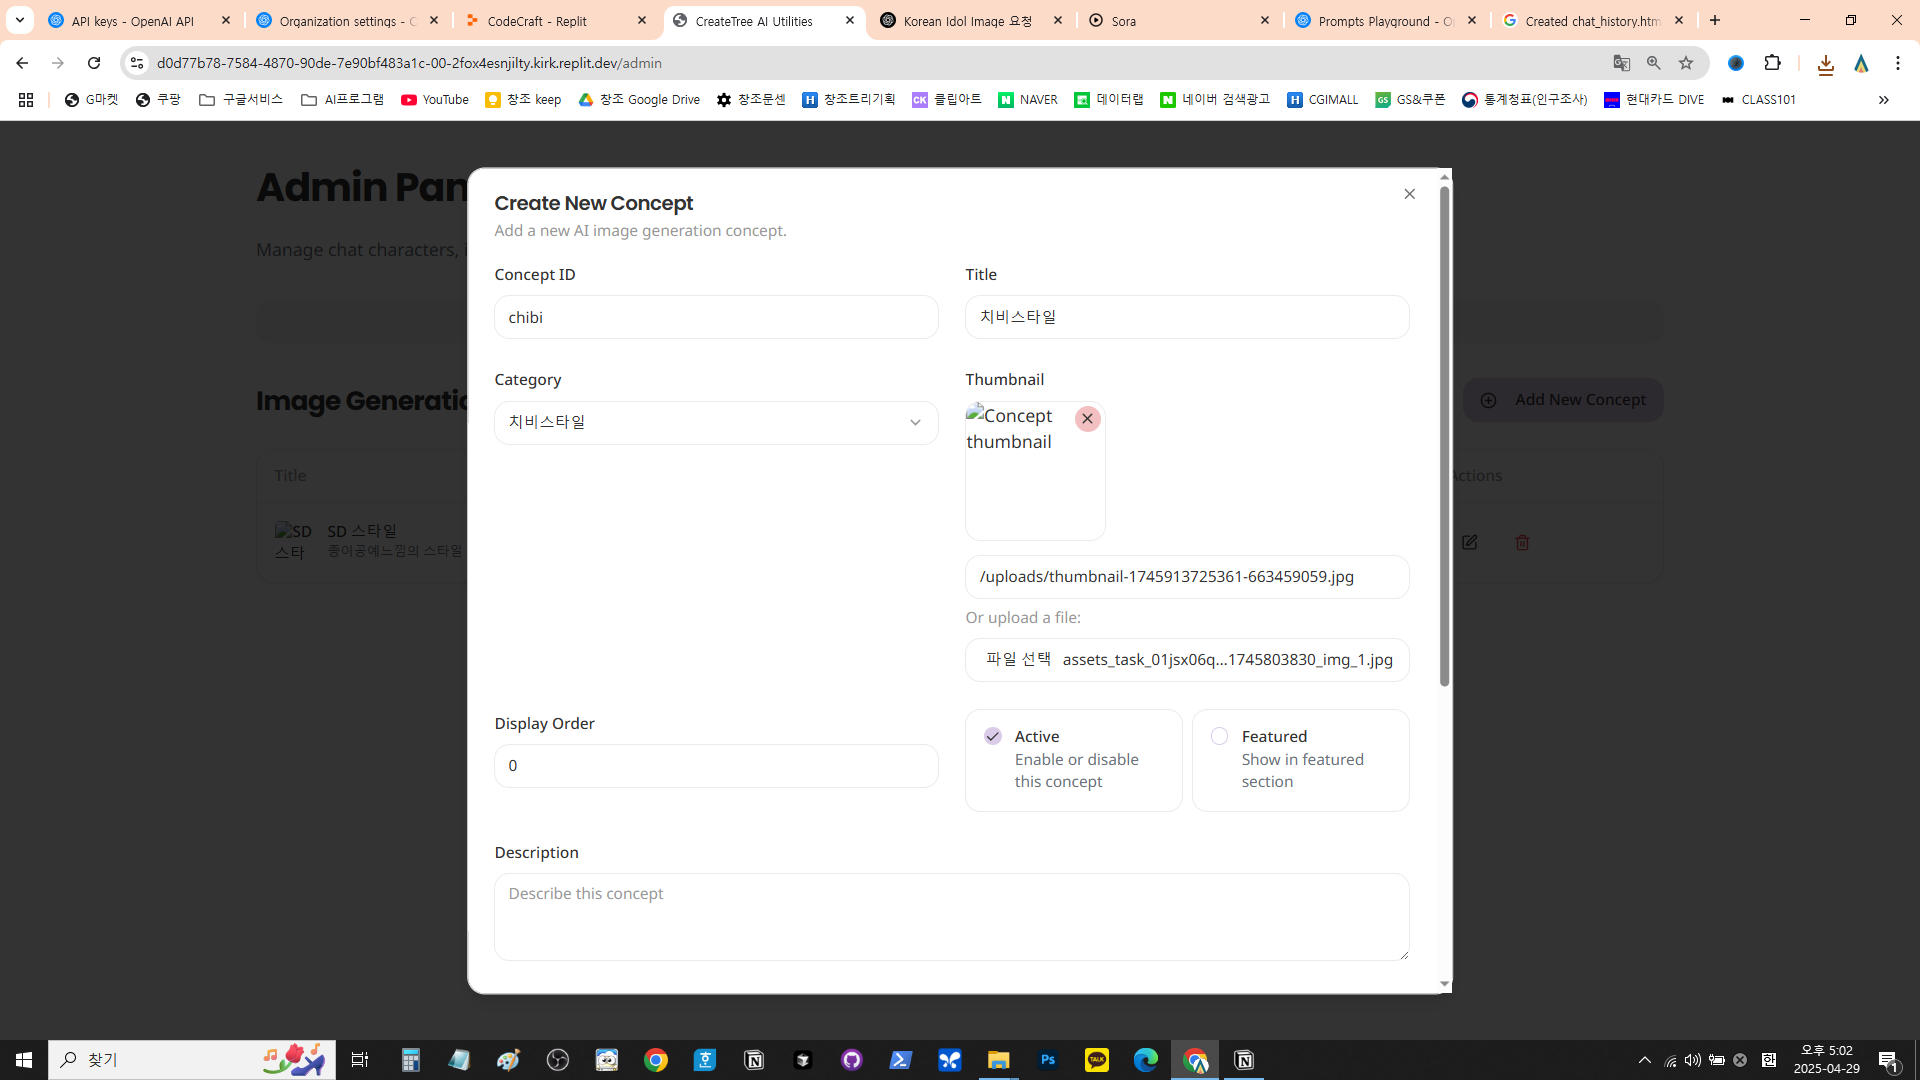 API keys - OpenAI API
Organization settings - O
CodeCraft - Replit
CreateTree AI Utilities
Korean Idol Image 요청
Sora
Prompts Playground - O
Created chat_history.htm
d0d77b78-7584-4870-90de-7e90bf483a1c-00-2fox4esnjilty.kirk.replit.dev/admin
G마켓
쿠팡
구글서비스
AI프로그램
YouTube
창조 keep
창조 Google Drive
창조문센
창조트리기획
클립아트
NAVER
데이터랩
네이버 검색광고
CGIMALL
GS&쿠폰
통계청표(인구조사)
현대카드 DIVE
CLASS101
Admin Pan
Manage chat characters, i
Create New Concept
Add a new AI image generation concept.
Concept ID
Title
chibi
치비스타일
Category
Thumbnail
치비스타일
Concept
thumbnail
/uploads/thumbnail-1745913725361-663459059.jpg
Or upload a file:
파일 선택 assets_task_01jsx06q...1745803830_img_1.jpg
Display Order
0
Active
Enable or disable
this concept
Featured
Show in featured
section
Description
Describe this concept
Image Generatio
Add New Concept
Title
Actions
SD
스타
SD 스타일
종이공예느낌의 스타일
찾기
오후 5:02
2025-04-29
1